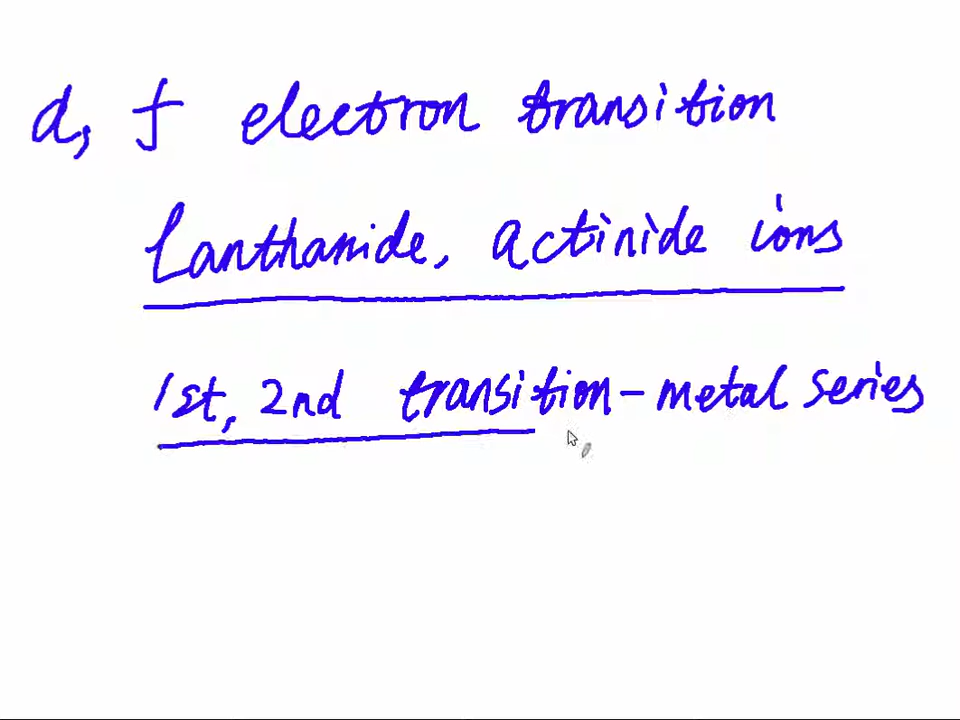 d, f electron transition
Lanthanide, actinide ions
1st, 2nd transition-metal series